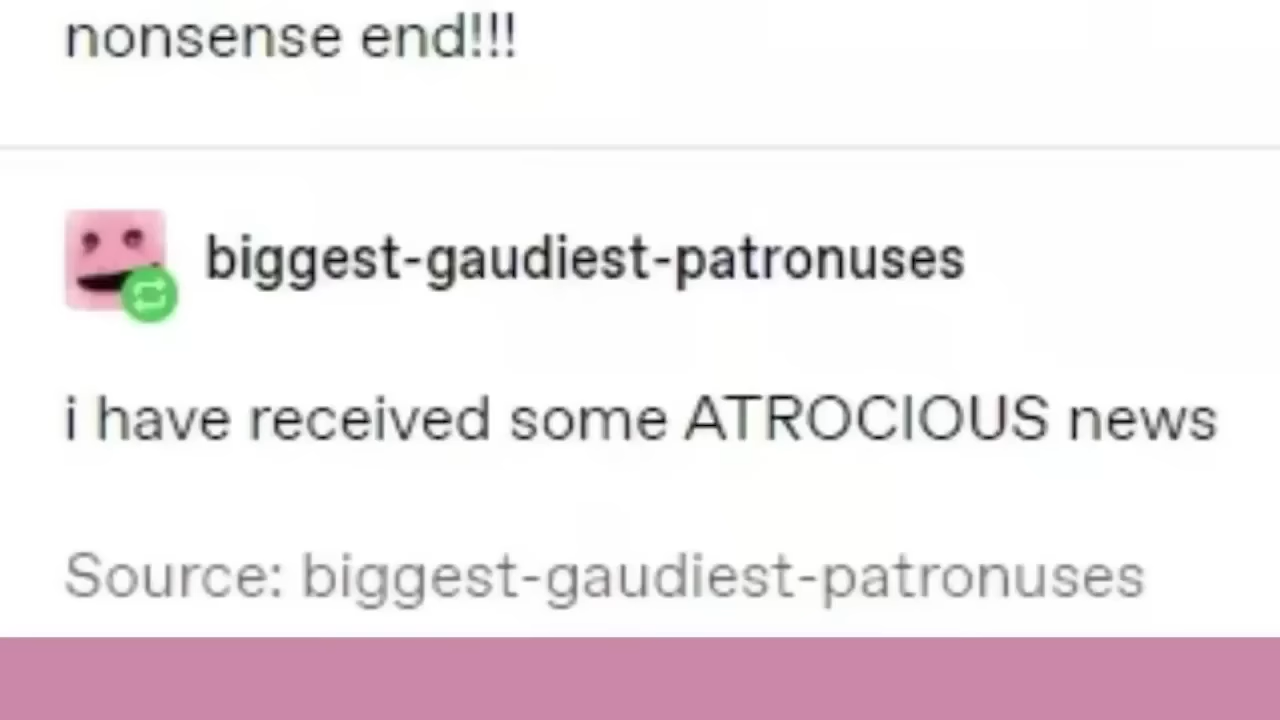 nonsense end!!!
biggest-gaudiest-patronuses
i have received some ATROCIOUS news
Source: biggest-gaudiest-patronuses